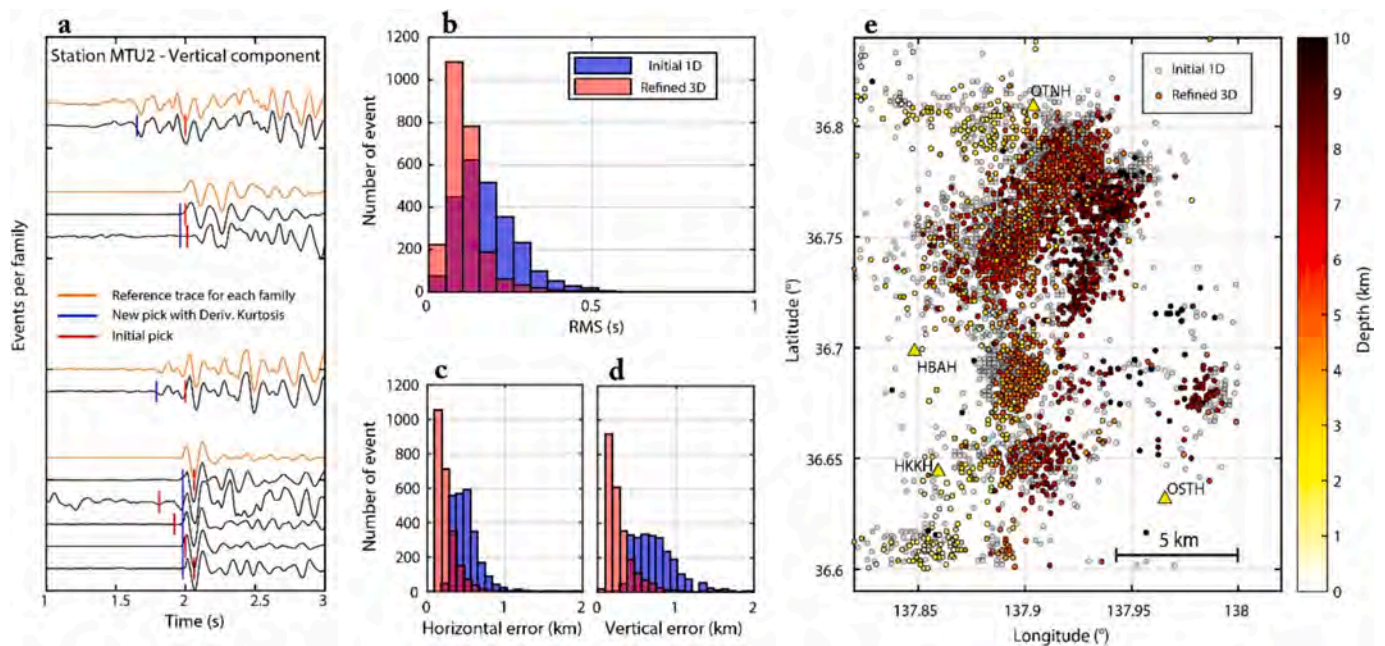 a
Station MTU2 - Vertical component
Events per family
Reference trace for each family
New pick with Deriv. Kurtosis
Initial pick
1
1.5
2
2.5
3
Time (s)
b
Number of event
1200
1000
800
600
400
200
0
Initial 1D
Refined 3D
0
0.5
1
RMS (s)
c
Number of event
1200
1000
800
600
400
200
0
0
1
2
Horizontal error (km)
d
0
1
2
Vertical error (km)
e
Latitude (°)
36.8
36.75
36.7
36.65
36.6
Initial 1D
Refined 3D
OTNH
HBAH
HKKH
OSTH
5 km
137.85
137.9
137.95
138
Longitude (°)
10
9
8
7
6
5
4
3
2
1
0
Depth (km)